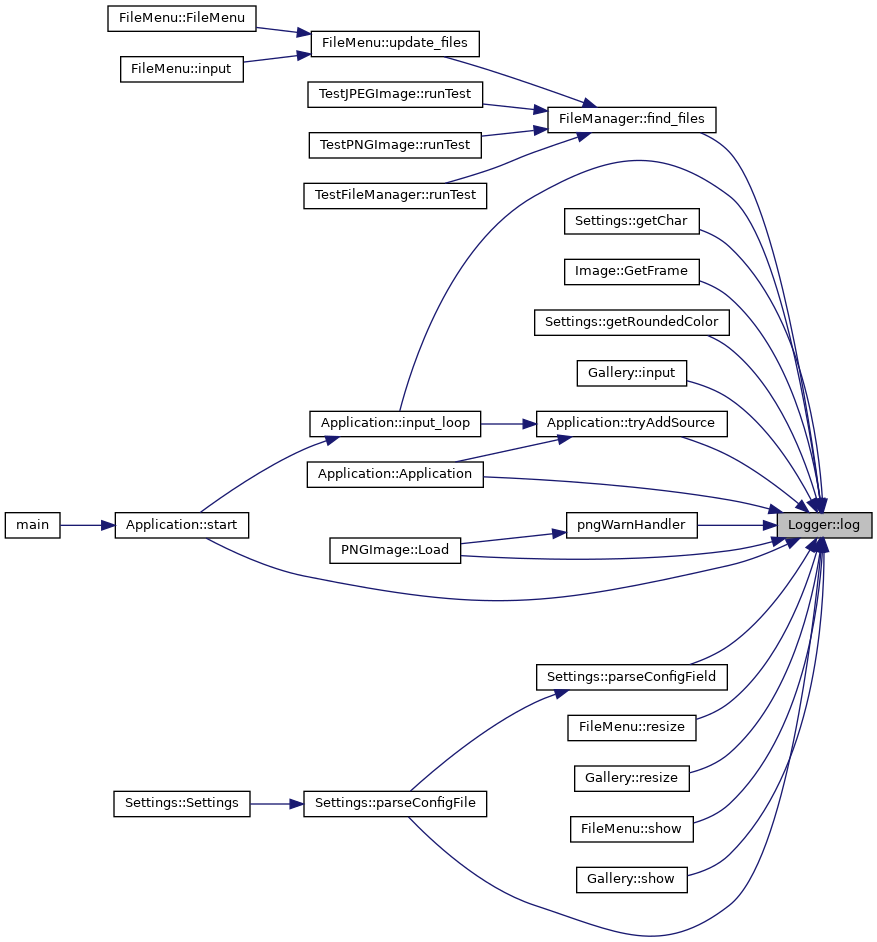 FileMenu::FileMenu
FileMenu::update_files
FileMenu::input
TestJPEGImage::runTest
FileManager::find_files
TestPNGImage::runTest
TestFileManager::runTest
Settings::getChar
Image::GetFrame
Settings::getRoundedColor
Gallery::input
Application::input_loop
Application::tryAddSource
Application::Application
main
Application::start
pngWarnHandler
Logger::log
PNGImage::Load
Settings::parseConfigField
FileMenu::resize
Gallery::resize
Settings::Settings
Settings::parseConfigFile
FileMenu::show
Gallery::show